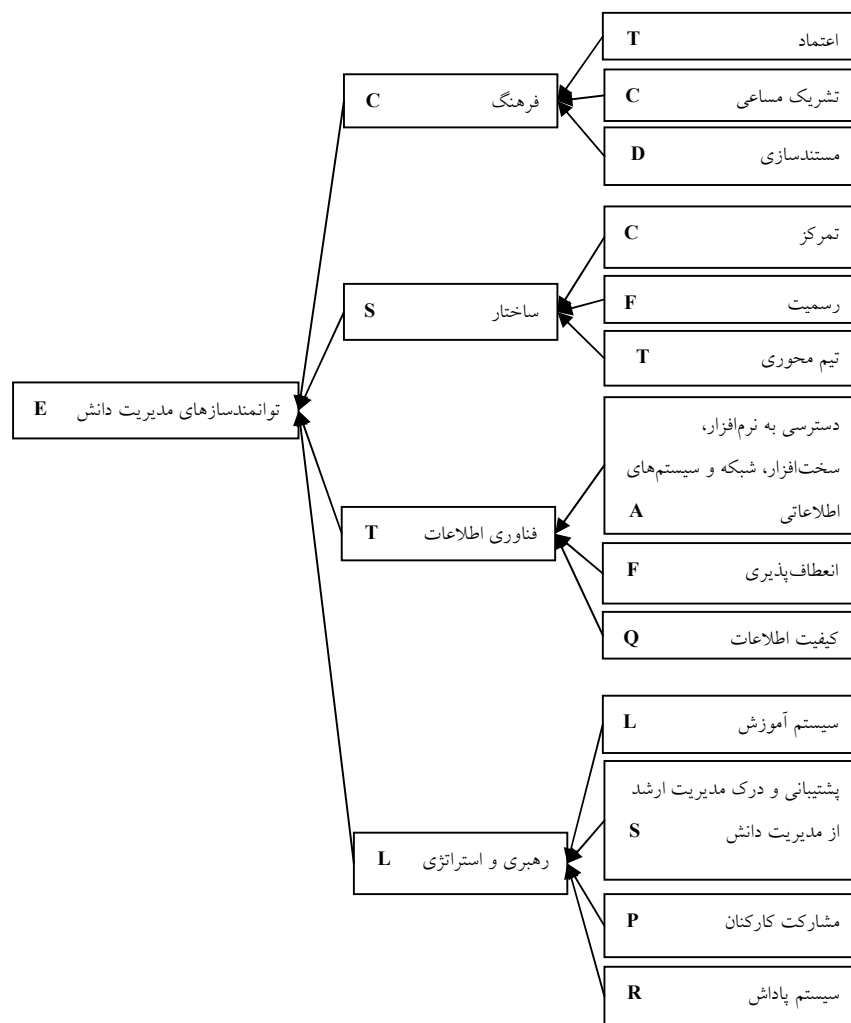 اعتماد T
تشریک مساعی C
مستندسازی D
فرهنگ C
تمرکز C
رسمیت F
تیم محوری T
ساختار S
توانمندسازهای مدیریت دانش E
دسترسی به نرم‌افزار،
سخت‌افزار، شبکه و سیستم‌های
اطلاعاتی A
انعطاف‌پذیری F
کیفیت اطلاعات Q
فناوری اطلاعات T
سیستم آموزش L
پشتیبانی و درک مدیریت ارشد
از مدیریت دانش S
مشارکت کارکنان P
سیستم پاداش R
رهبری و استراتژی L